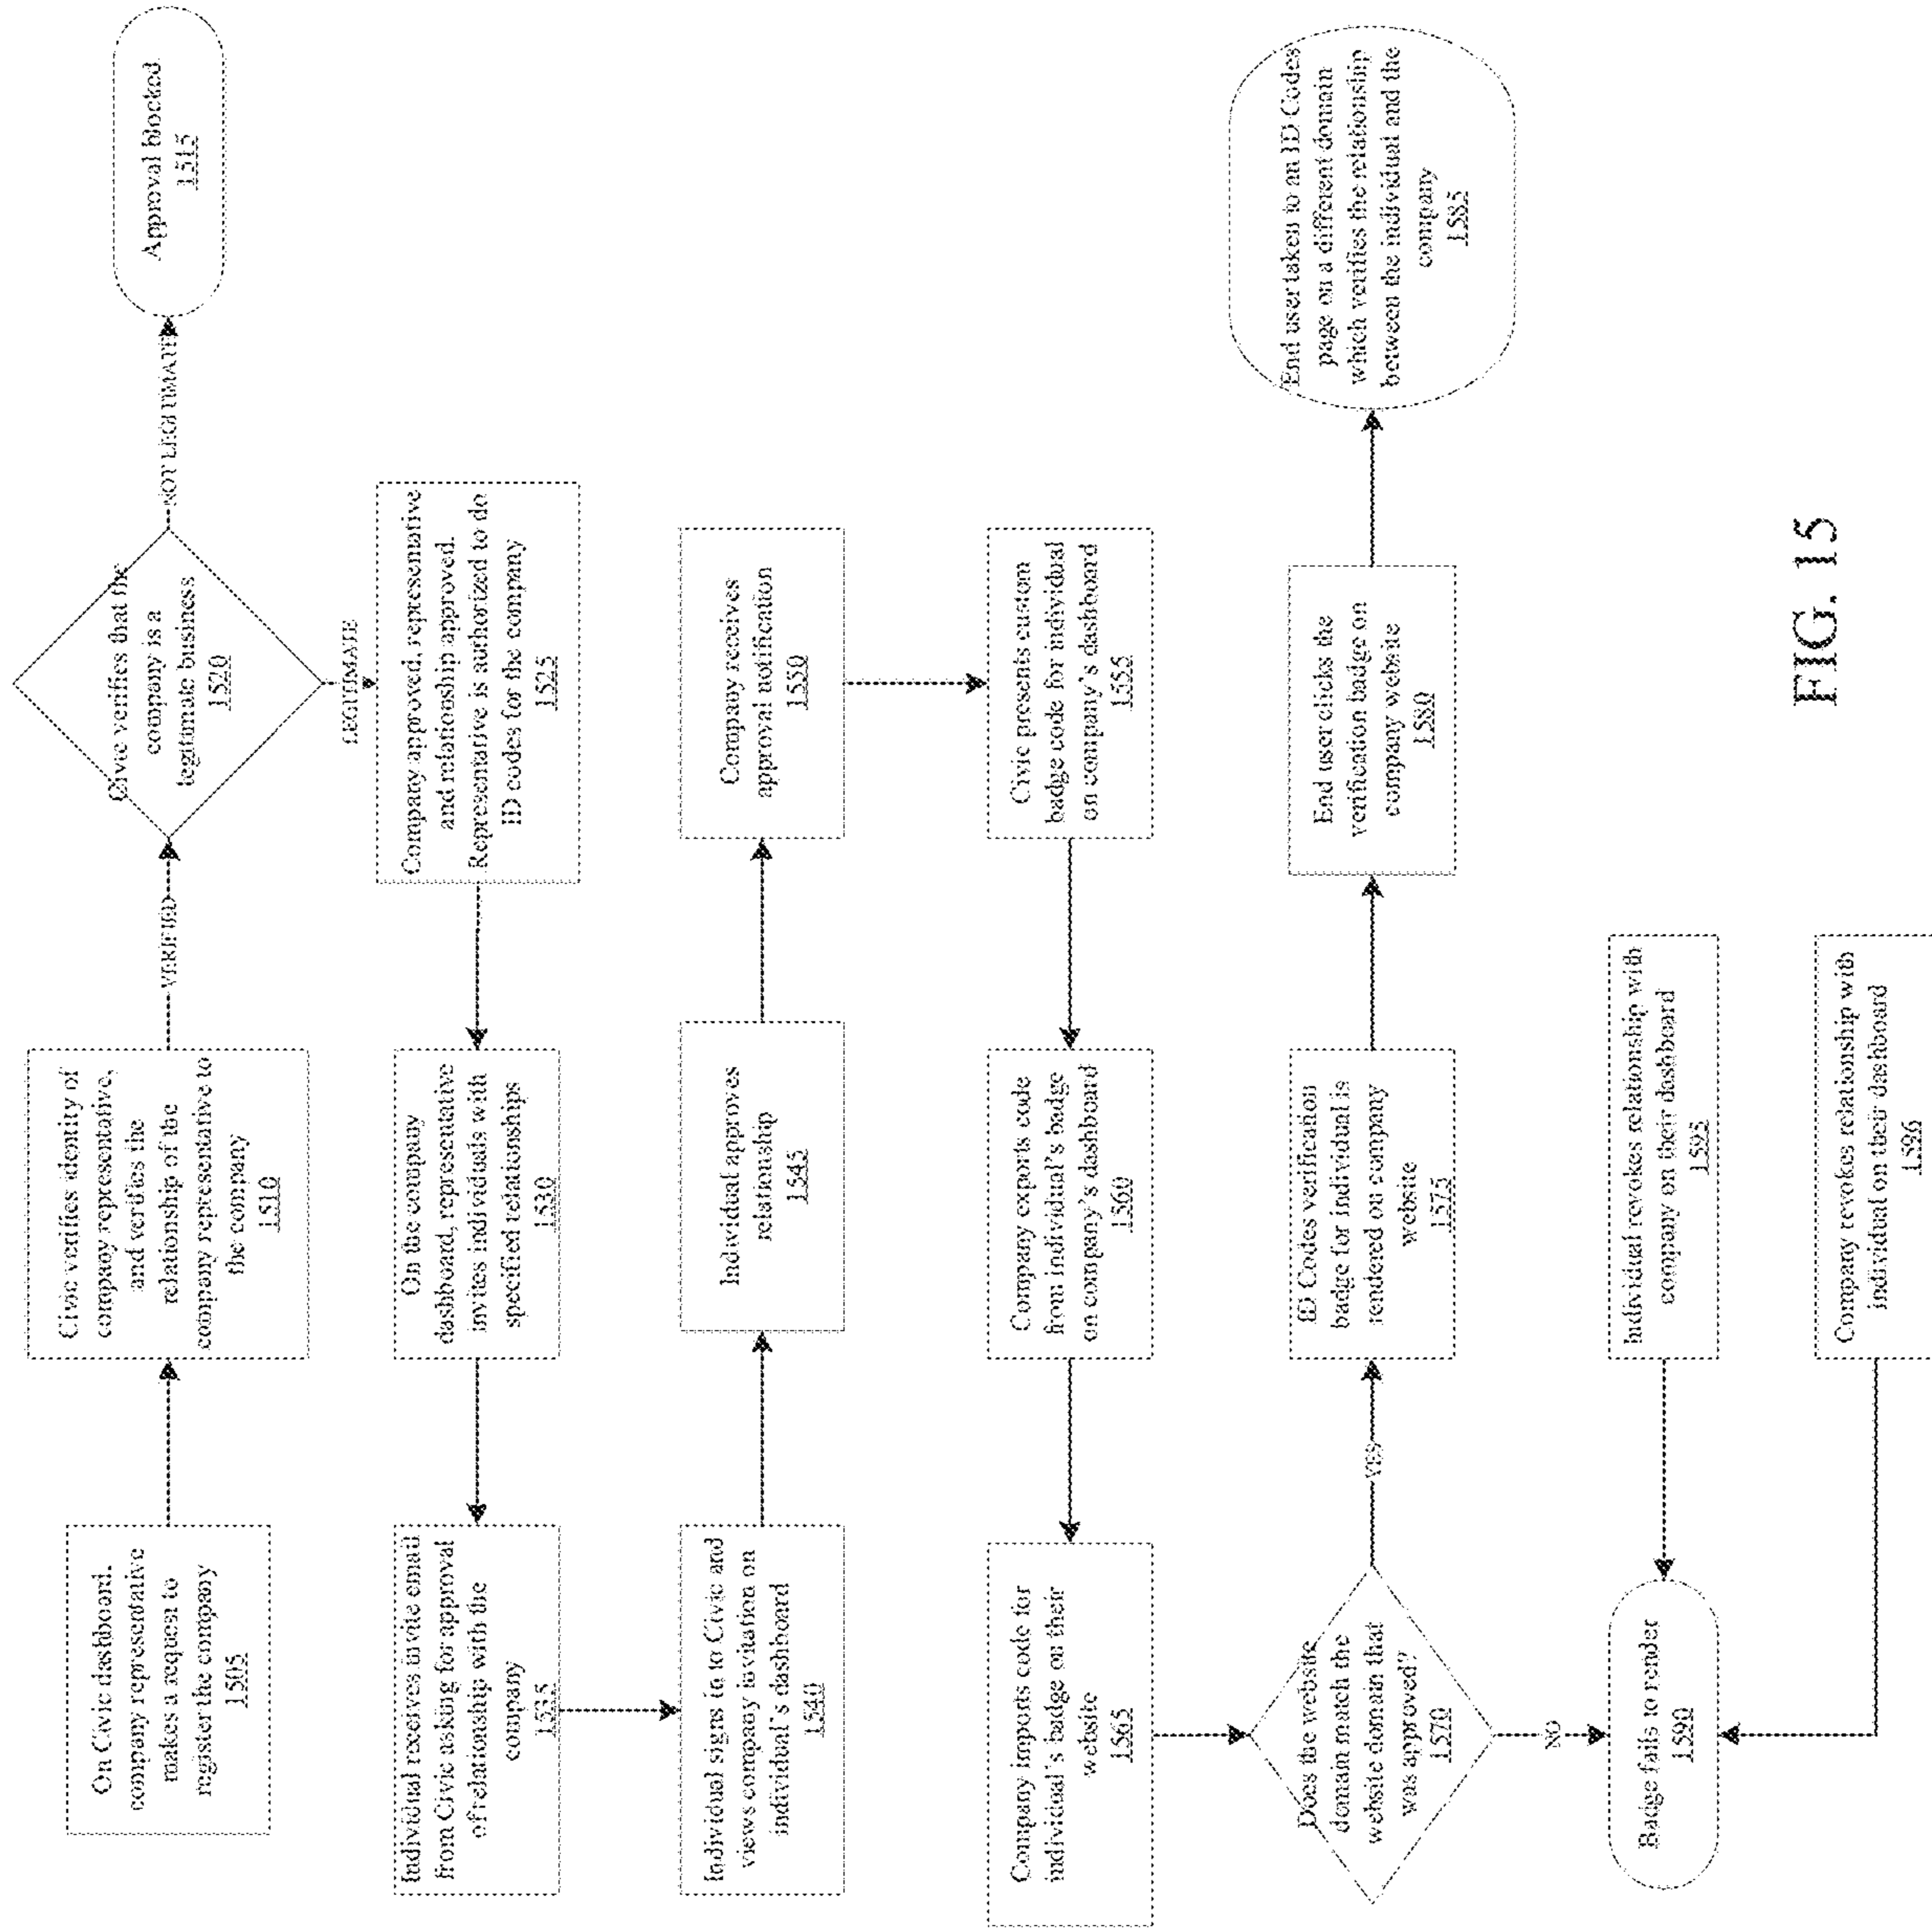 On Civic dashboard,
company representative
makes a request to
register the company
1505
Civic verifies identity of
company representative,
and verifies the
relationship of the
company representative to
the company
1510
VERIFIED
Civic verifies that the
company is a
legitimate business
1520
NOT LEGITIMATE
Approval blocked
1515
LEGITIMATE
Company approved, representative
and relationship approved.
Representative is authorized to do
ID codes for the company
1525
On the company
dashboard, representative
invites individuals with
specified relationships
1530
Individual receives invite email
from Civic asking for approval
of relationship with the
company
1535
Individual signs in to Civic and
views company invitation on
individual's dashboard
1540
Individual approves
relationship
1545
Company receives
approval notification
1550
Civic presents custom
badge code for individual
on company's dashboard
1555
Company exports code
from individual's badge
on company's dashboard
1560
Company imports code for
individual's badge on their
website
1565
Does the website
domain match the
website domain that
was approved?
1570
YES
ID Codes verification
badge for individual is
rendered on company
website
1575
End user clicks the
verification badge on
company website
1580
End user taken to an ID Codes
page on a different domain
which verifies the relationship
between the individual and the
company
1585
NO
Badge fails to render
1590
Individual revokes relationship with
company on their dashboard
1595
Company revokes relationship with
individual on their dashboard
1596
FIG. 15